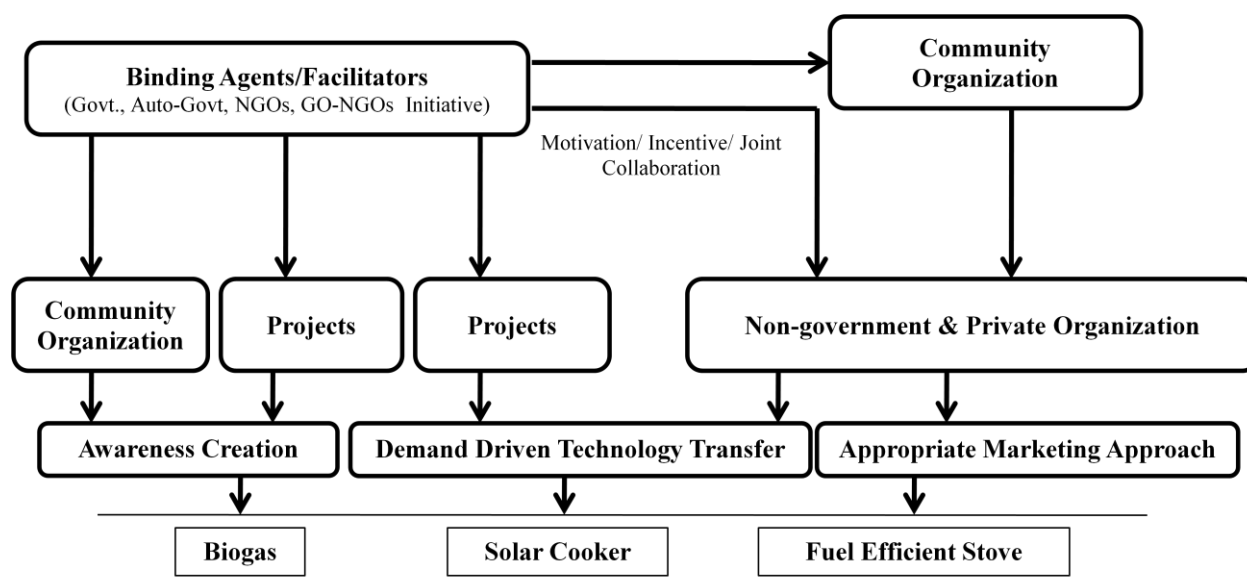 Binding Agents/Facilitators
(Govt., Auto-Govt, NGOs, GO-NGOs Initiative)
Community
Organization
Motivation/ Incentive/ Joint
Collaboration
Community
Organization
Projects
Projects
Non-government & Private Organization
Awareness Creation
Demand Driven Technology Transfer
Appropriate Marketing Approach
Biogas
Solar Cooker
Fuel Efficient Stove